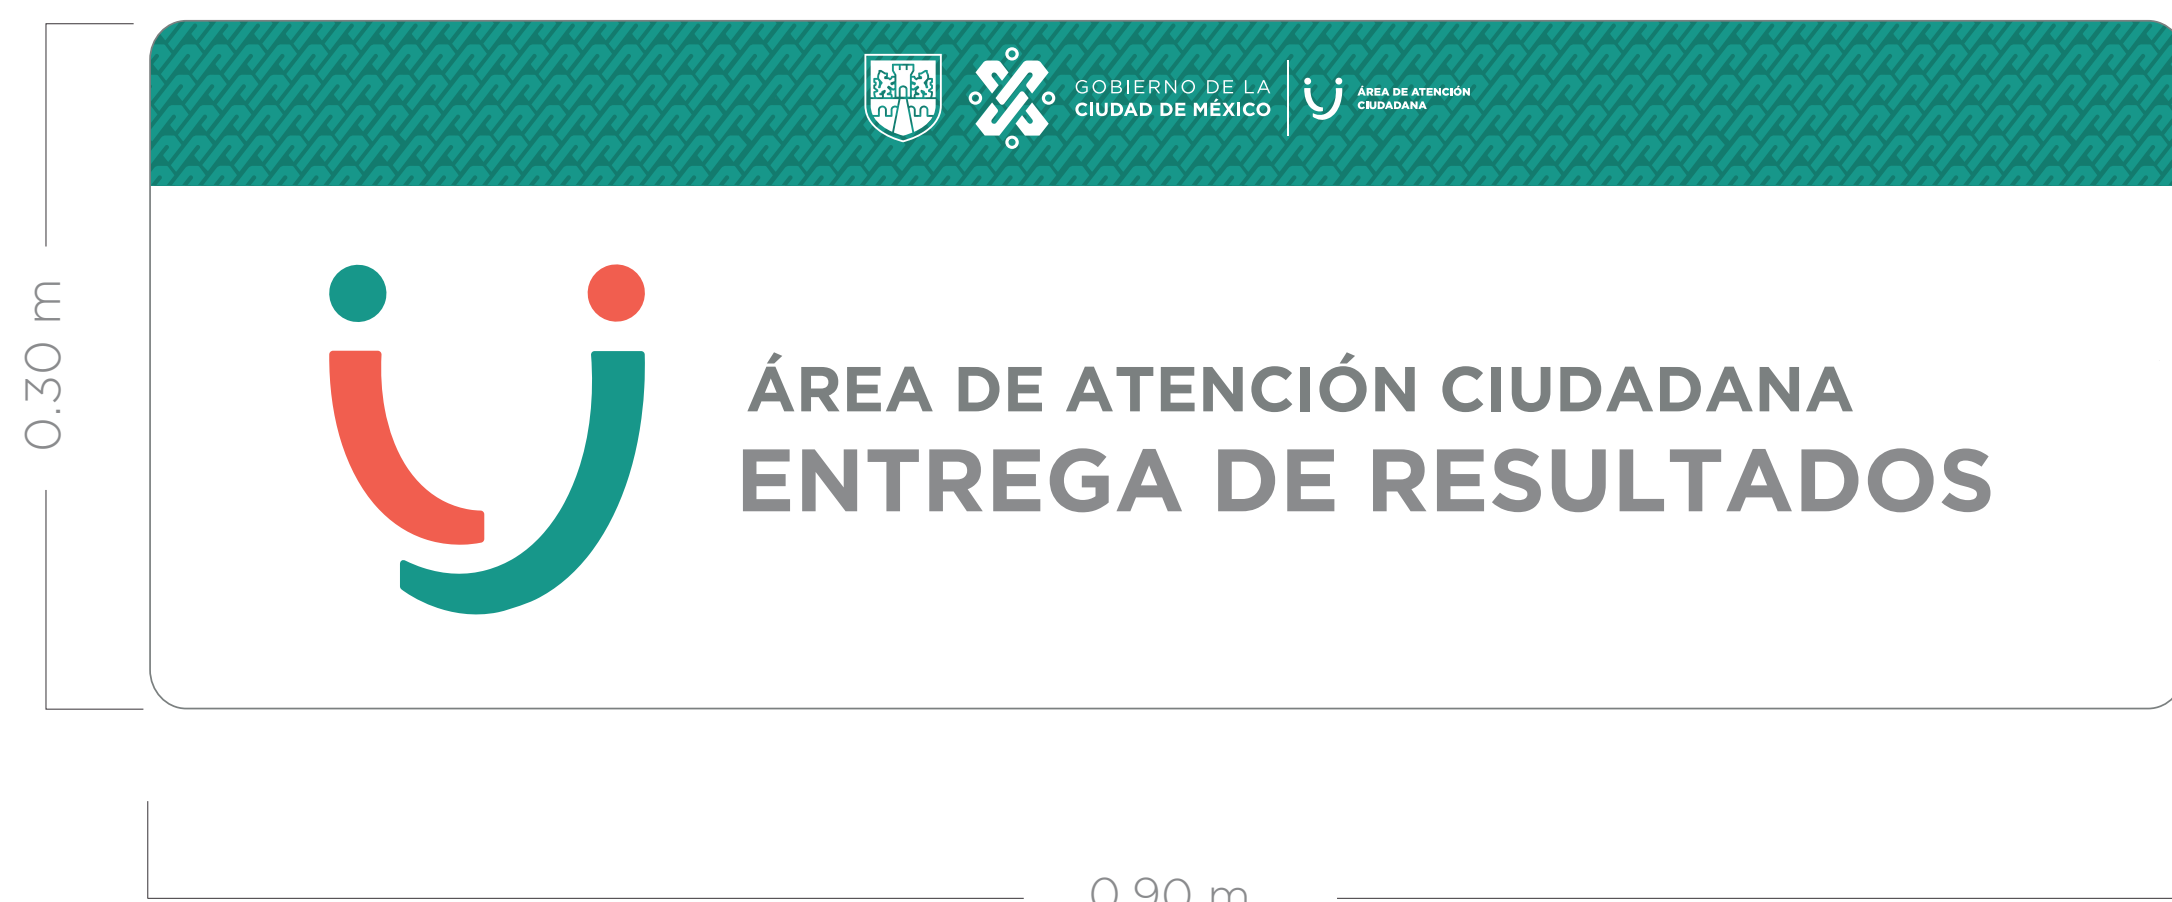 GOBIERNO DE LA
CIUDAD DE MÉXICO
ÁREA DE ATENCIÓN
CIUDADANA
0.30 m
ÁREA DE ATENCIÓN CIUDADANA
ENTREGA DE RESULTADOS
0.90 m